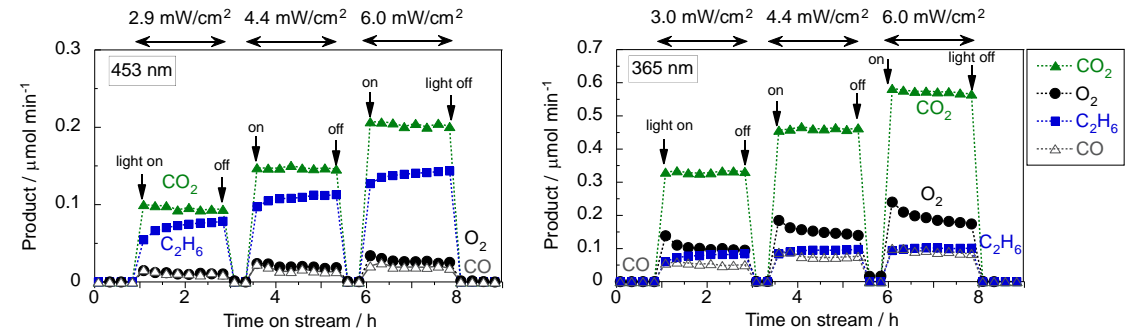 2.9 mW/cm2 4.4 mW/cm2 6.0 mW/cm2
453 nm
Product / μmol min−1
0.3
0.2
0.1
0
light on
off
on
off
on
light off
CO2
C2H6
O2
CO
0 2 4 6 8
Time on stream / h
3.0 mW/cm2 4.4 mW/cm2 6.0 mW/cm2
365 nm
Product / μmol min−1
0.7
0.6
0.5
0.4
0.3
0.2
0.1
0
light on
off
on
off
on
light off
CO2
O2
C2H6
CO
0 2 4 6 8
Time on stream / h
CO2
O2
C2H6
CO